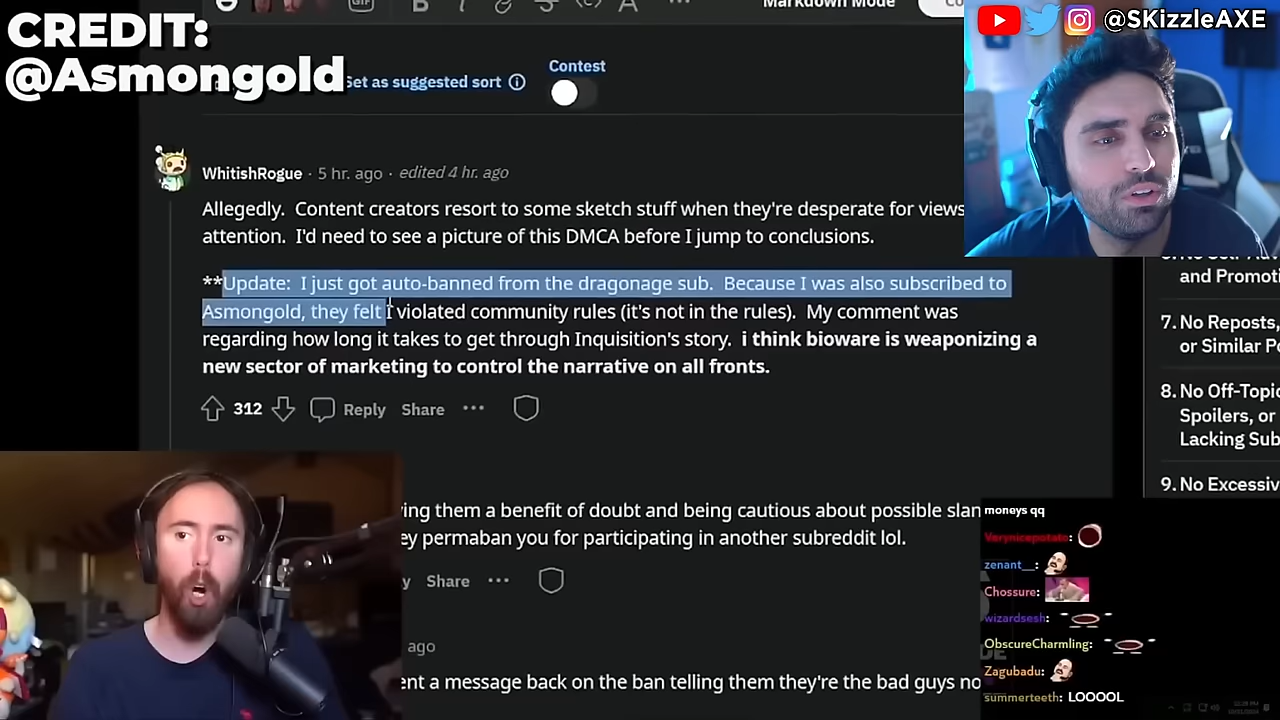 CREDIT:
@Asmongold
GIF
Markdown Mode
@SKizzleAXE
Set as suggested sort
Contest
WhitishRogue · 5 hr. ago · edited 4 hr. ago
Allegedly. Content creators resort to some sketch stuff when they're desperate for views
attention. I'd need to see a picture of this DMCA before I jump to conclusions.
**Update: I just got auto-banned from the dragonage sub. Because I was also subscribed to
Asmongold, they felt I violated community rules (it's not in the rules). My comment was
regarding how long it takes to get through Inquisition's story. i think bioware is weaponizing a
new sector of marketing to control the narrative on all fronts.
312 Reply Share
and Promoti
7. No Reposts,
or Similar Po
8. No Off-Topic
Spoilers, or
Lacking Sub
9. No Excessiv
ving them a benefit of doubt and being cautious about possible slan
ey permaban you for participating in another subreddit lol.
y Share
ago
ent a message back on the ban telling them they're the bad guys no
moneys qq
Verynicepotato:
zenant__:
Chossure:
wizardsesh:
ObscureCharmling:
Zagubadu:
summerteeth: LOOOOL